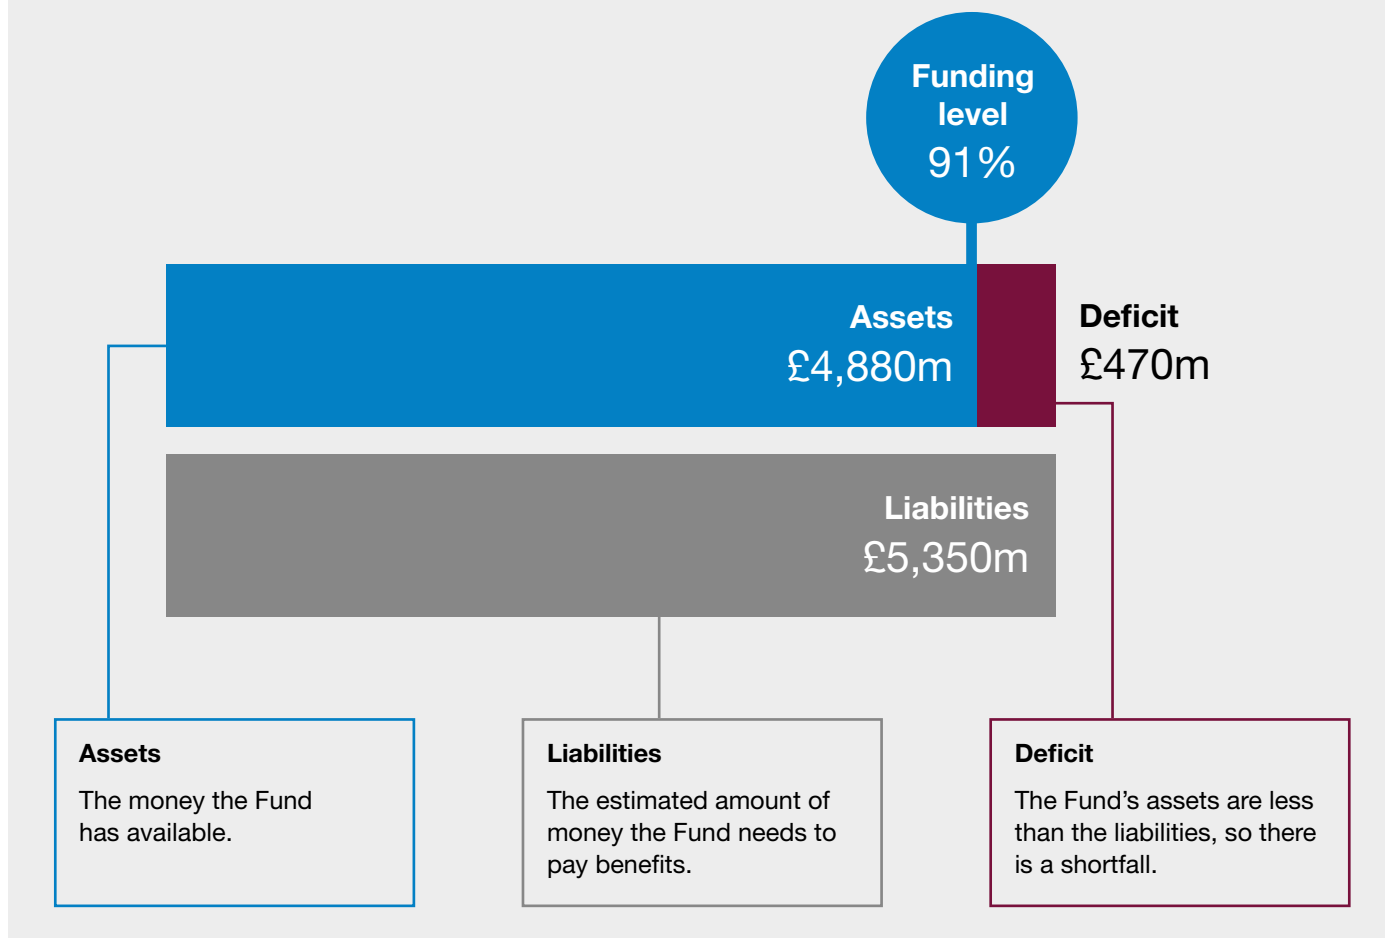 Funding
level
91%
Assets
£4,880m
Deficit
£470m
Liabilities
£5,350m
Assets
The money the Fund
has available.
Liabilities
The estimated amount of
money the Fund needs to
pay benefits.
Deficit
The Fund’s assets are less
than the liabilities, so there
is a shortfall.